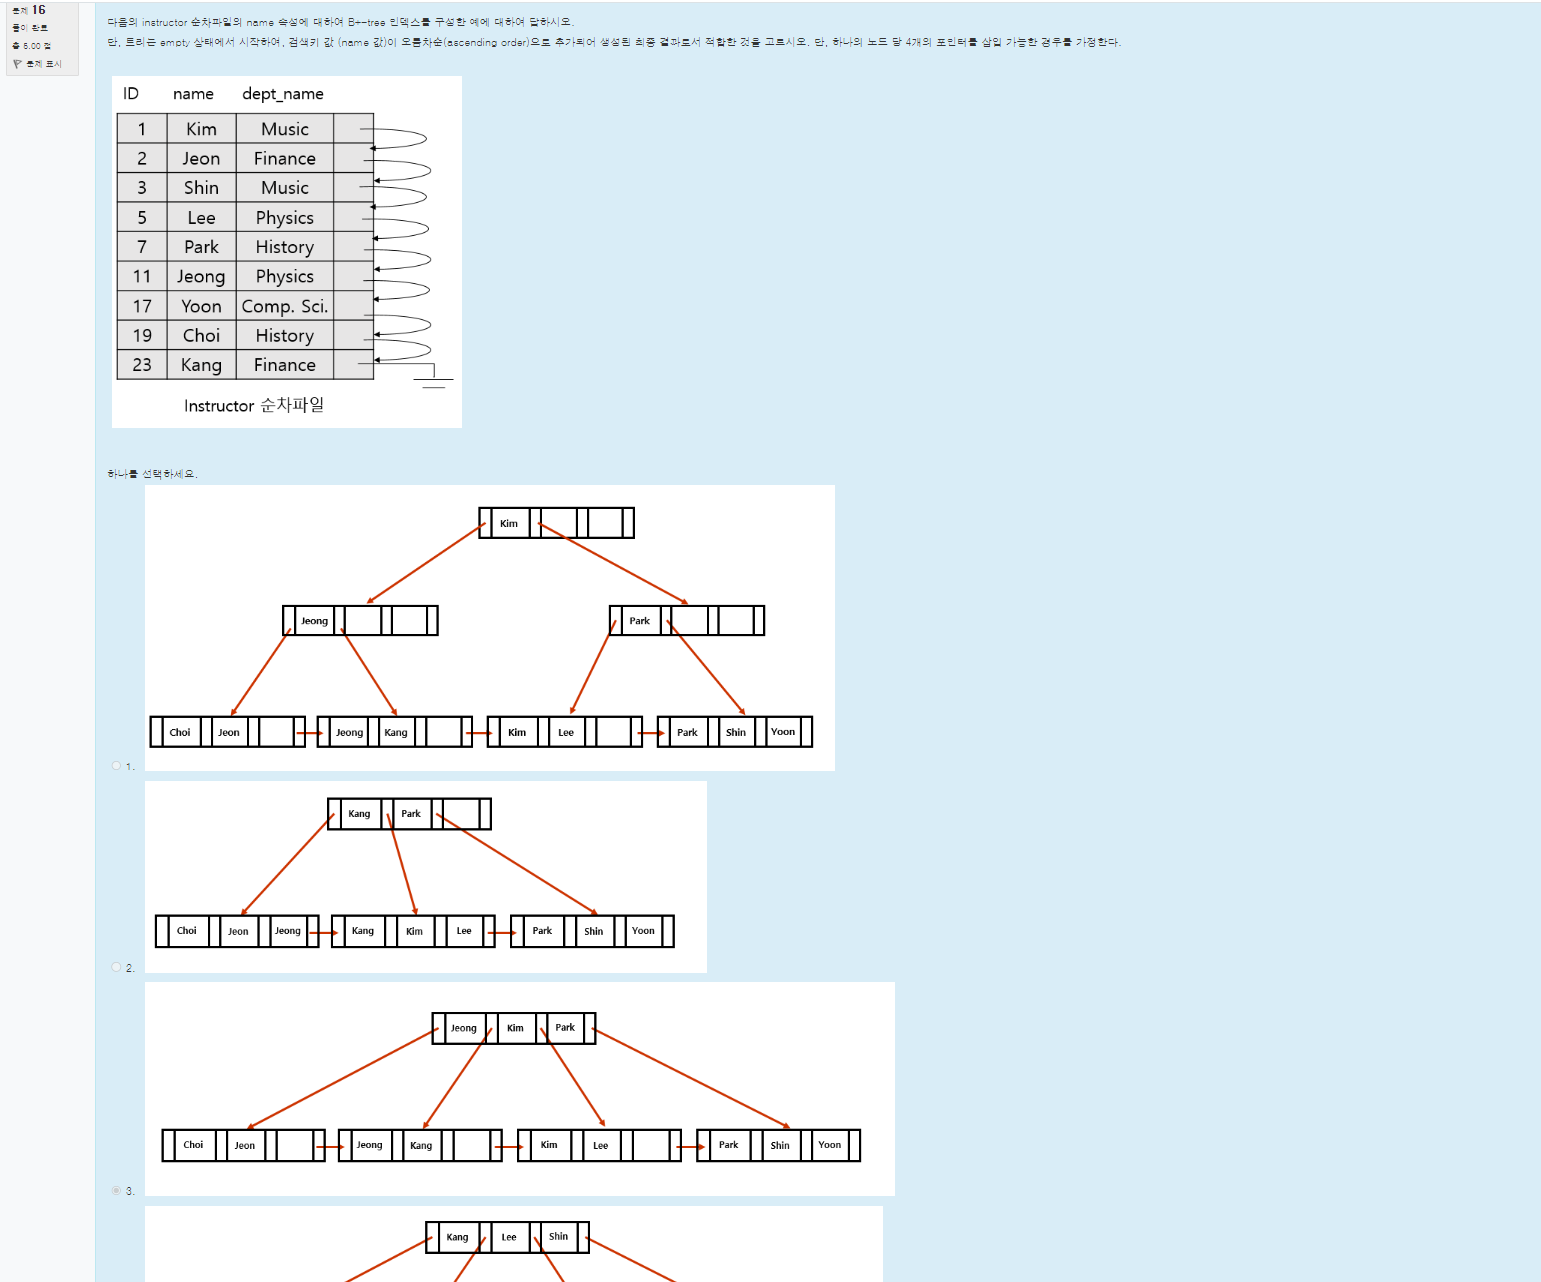 문제 16
풀이 완료
총 5.00 점
문제 표시
다음의 instructor 순차파일의 name 속성에 대하여 B+-tree 인덱스를 구성한 예에 대하여 답하시오.
단, 트리는 empty 상태에서 시작하여, 검색키 값 (name 값)이 오름차순(ascending order)으로 추가되어 생성된 최종 결과로서 적합한 것을 고르시오. 단, 하나의 노드 당 4개의 포인터를 삽입 가능한 경우를 가정한다.
ID name dept_name
1 Kim Music
2 Jeon Finance
3 Shin Music
5 Lee Physics
7 Park History
11 Jeong Physics
17 Yoon Comp. Sci.
19 Choi History
23 Kang Finance
Instructor 순차파일
하나를 선택하세요.
Kim
Jeong Park
Choi Jeon Jeong Kang Kim Lee Park Shin Yoon
1.
Kang Park
Choi Jeon Jeong Kang Kim Lee Park Shin Yoon
2.
Jeong Kim Park
Choi Jeon Jeong Kang Kim Lee Park Shin Yoon
3.
Kang Lee Shin